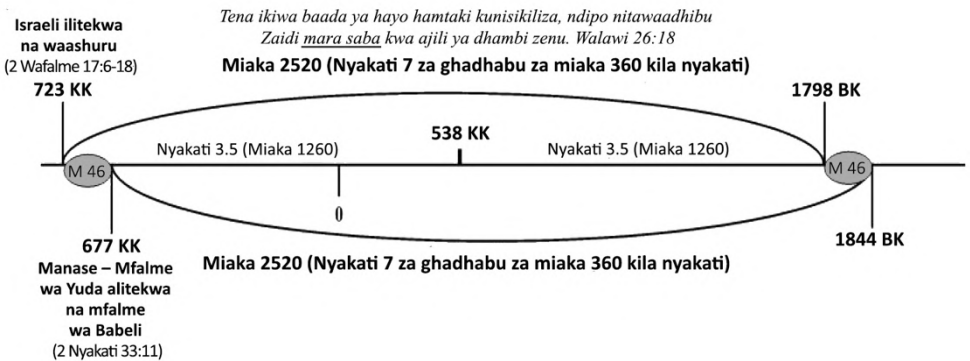 Tena ikiwa baada ya hayo hamtaki kunisikiliza, ndipo nitawaadhibu
Zaidi mara saba kwa ajili ya dhambi zenu. Walawi 26:18
Israeli ilitekwa
na waashuru
(2 Wafalme 17:6-18)
723 KK
Miaka 2520 (Nyakati 7 za ghadhabu za miaka 360 kila nyakati)
1798 BK
538 KK
Nyakati 3.5 (Miaka 1260)
Nyakati 3.5 (Miaka 1260)
M 46
M 46
0
677 KK
Manase – Mfalme
wa Yuda alitekwa
na mfalme
wa Babeli
(2 Nyakati 33:11)
1844 BK
Miaka 2520 (Nyakati 7 za ghadhabu za miaka 360 kila nyakati)